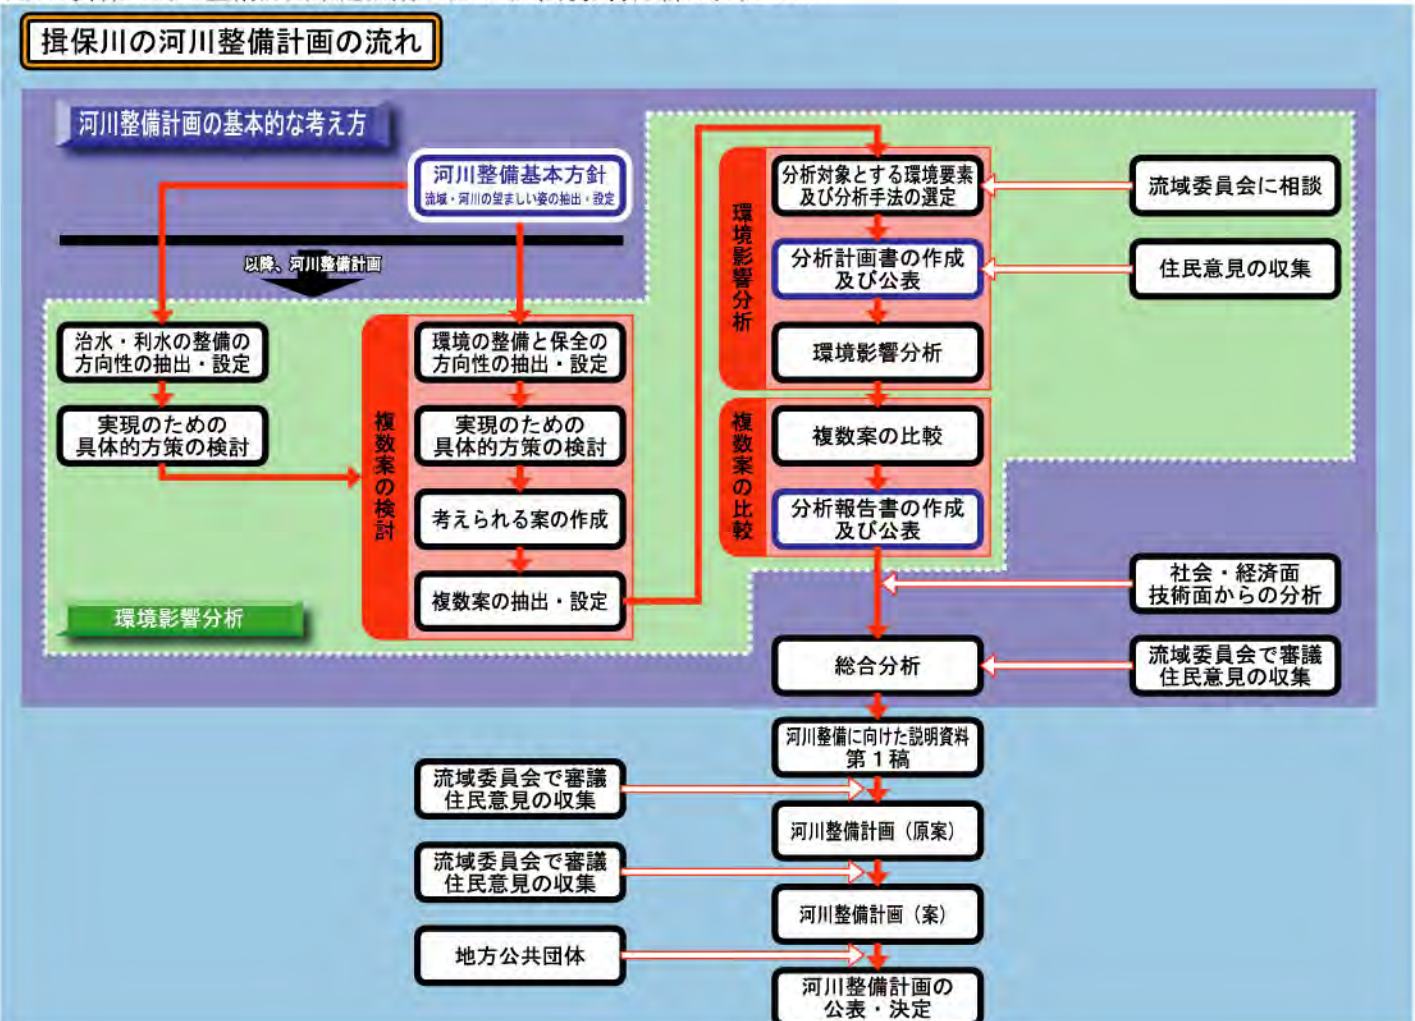 揖保川の河川整備計画の流れ
河川整備計画の基本的な考え方
河川整備基本方針
流域・河川の望ましい姿の抽出・設定
以降、河川整備計画
治水・利水の整備の
方向性の抽出・設定
実現のための
具体的方策の検討
環境影響分析
複数案の検討
環境の整備と保全の
方向性の抽出・設定
実現のための
具体的方策の検討
考えられる案の作成
複数案の抽出・設定
環境影響分析
分析対象とする環境要素
及び分析手法の選定
分析計画書の作成
及び公表
環境影響分析
流域委員会に相談
住民意見の収集
複数案の比較
複数案の比較
分析報告書の作成
及び公表
社会・経済面
技術面からの分析
総合分析
流域委員会で審議
住民意見の収集
河川整備に向けた説明資料
第1稿
流域委員会で審議
住民意見の収集
河川整備計画（原案）
流域委員会で審議
住民意見の収集
河川整備計画（案）
地方公共団体
河川整備計画の
公表・決定